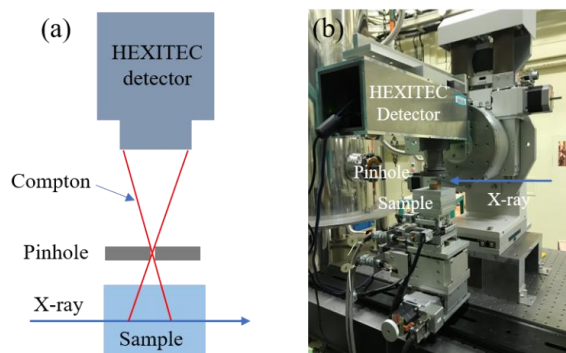 (a)
HEXITEC
detector
Compton
Pinhole
X-ray
Sample
(b)
HEXITEC
Detector
Pinhole
Sample
X-ray